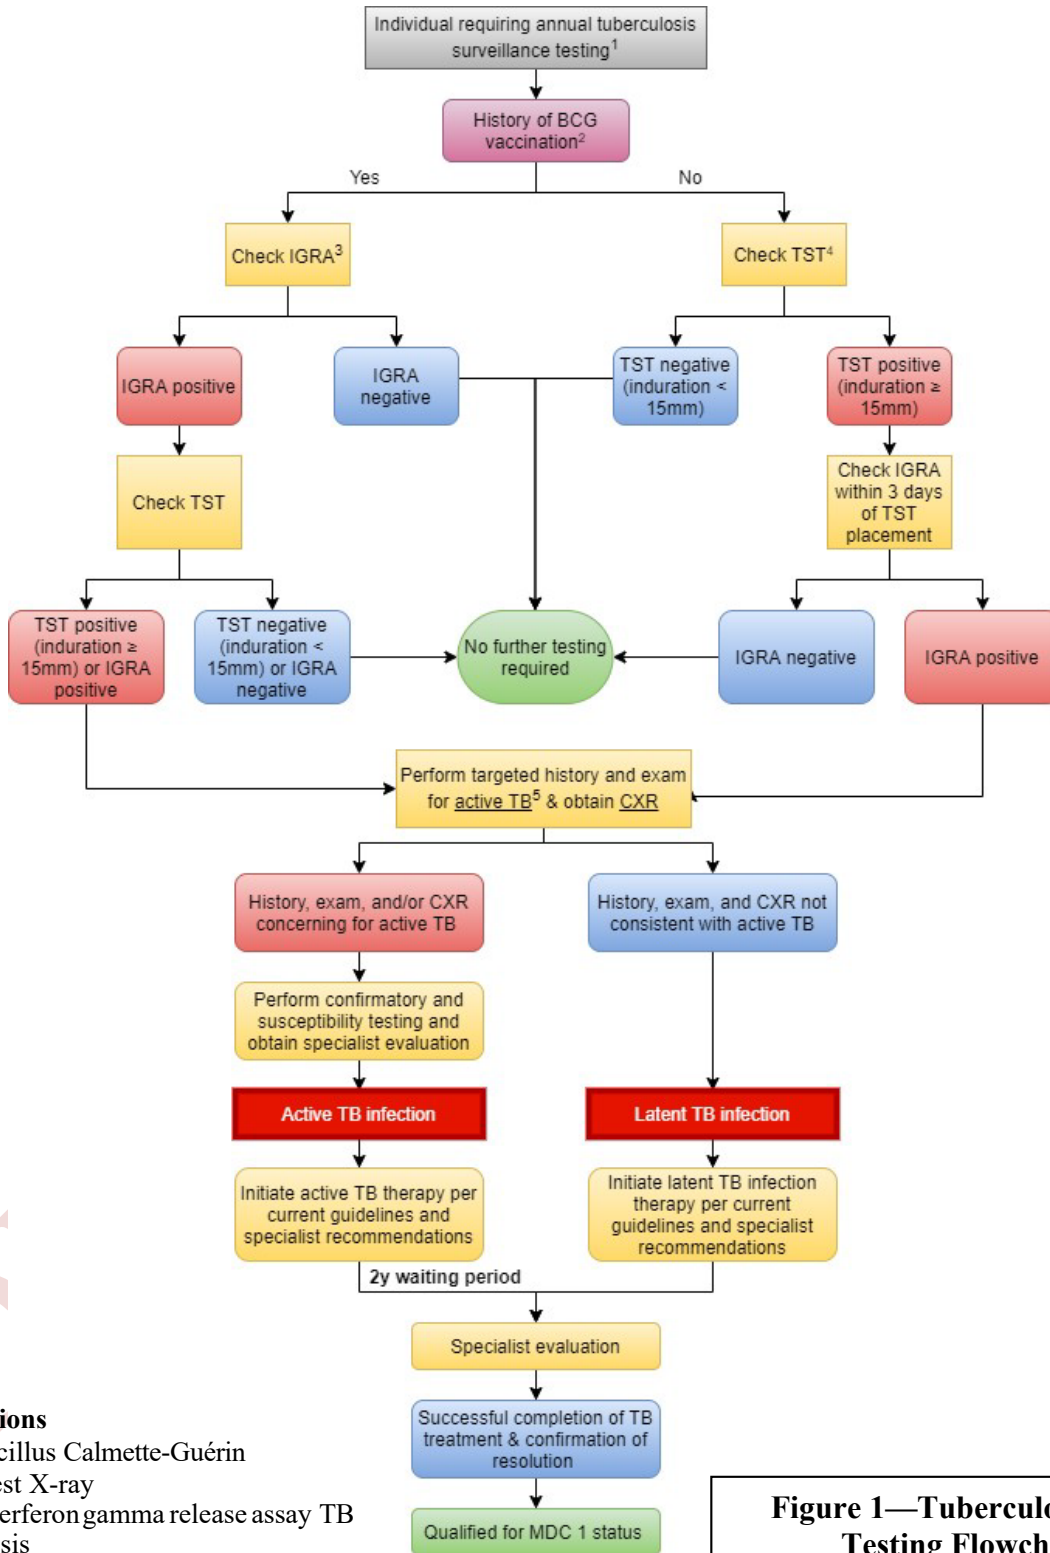 Individual requiring annual tuberculosis
surveillance testing¹
History of BCG
vaccination²
Yes
No
Check IGRA³
Check TST⁴
IGRA positive
IGRA
negative
TST negative
(induration <
15mm)
TST positive
(induration ≥
15mm)
Check TST
Check IGRA
within 3 days
of TST
placement
TST positive
(induration ≥
15mm) or IGRA
positive
TST negative
(induration <
15mm) or IGRA
negative
No further testing
required
IGRA negative
IGRA positive
Perform targeted history and exam
for active TB⁵ & obtain CXR
History, exam, and/or CXR
concerning for active TB
History, exam, and CXR not
consistent with active TB
Perform confirmatory and
susceptibility testing and
obtain specialist evaluation
Active TB infection
Latent TB infection
Initiate active TB therapy per
current guidelines and
specialist recommendations
Initiate latent TB infection
therapy per current
guidelines and specialist
recommendations
2y waiting period
Specialist evaluation
Successful completion of TB
treatment & confirmation of
resolution
Qualified for MDC 1 status
ions
cillus Calmette-Guérin
est X-ray
erferon gamma release assay TB
sis
Figure 1—Tuberculo
Testing Flowch